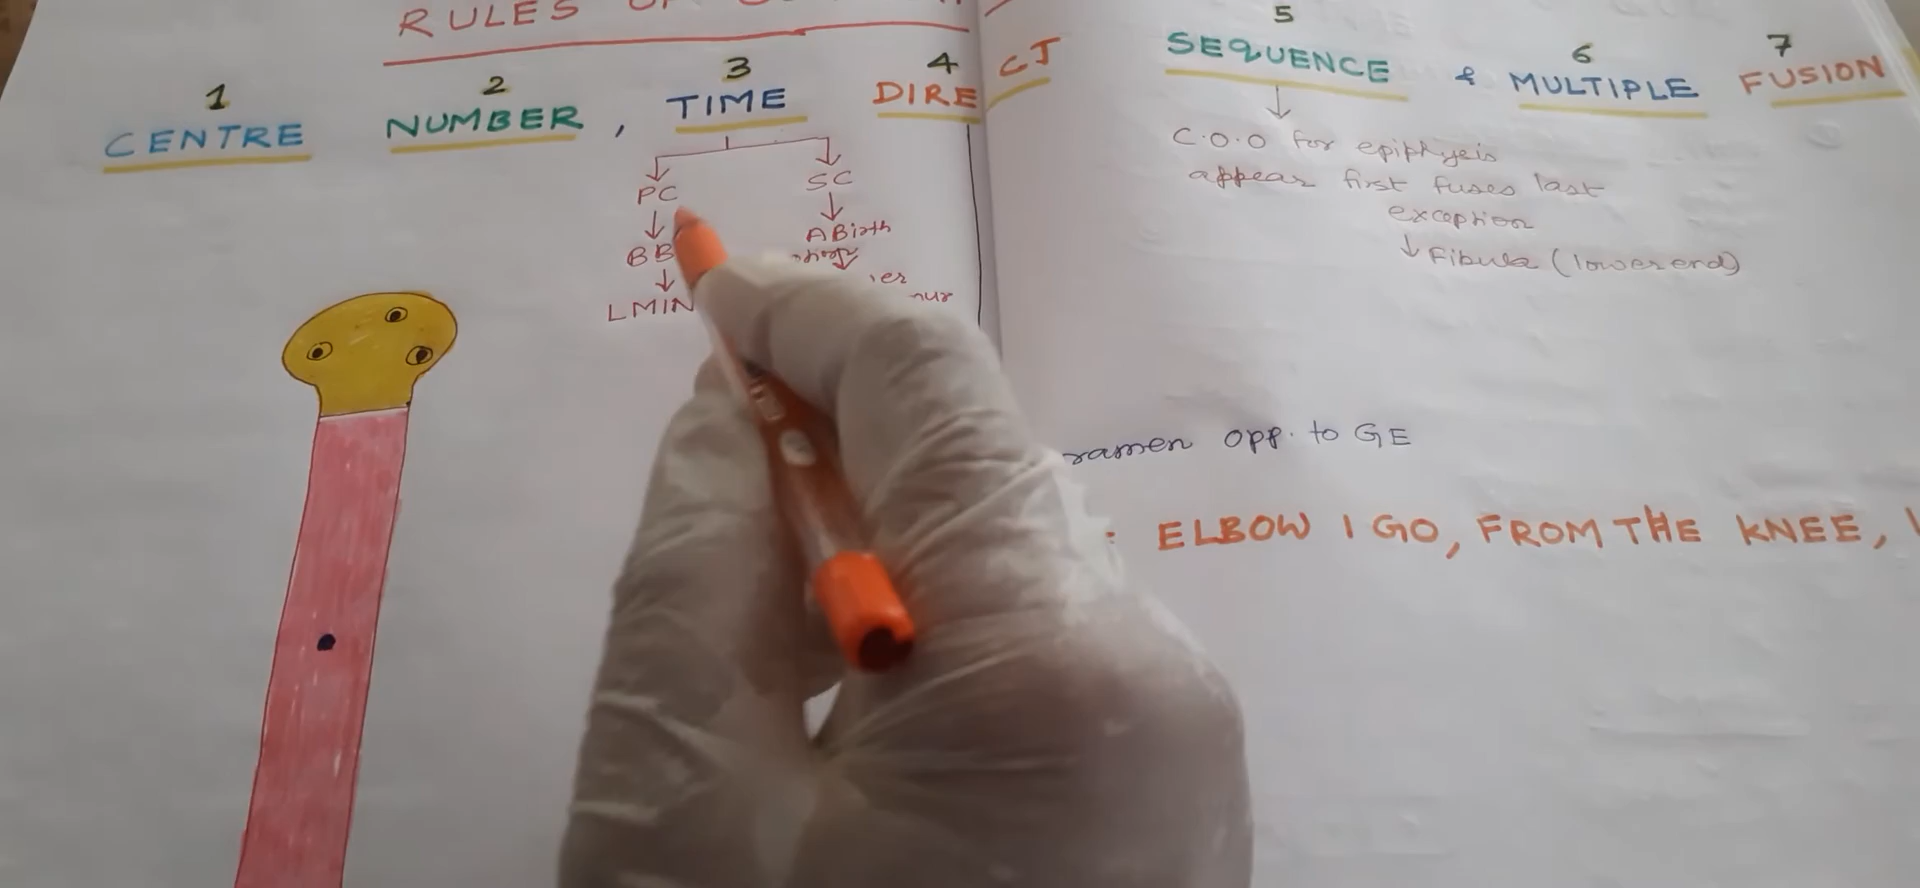 RULES
1 2 3 4 5 6 7
CENTRE NUMBER, TIME DIRE CJ SEQUENCE & MULTIPLE FUSION
PC SC
BB ABirth
LMIN
C.O.O for epiphysis
appear first fuses last
exception
Fibula (lower end)
ramen opp. to GE
: ELBOW I GO, FROM THE KNEE,